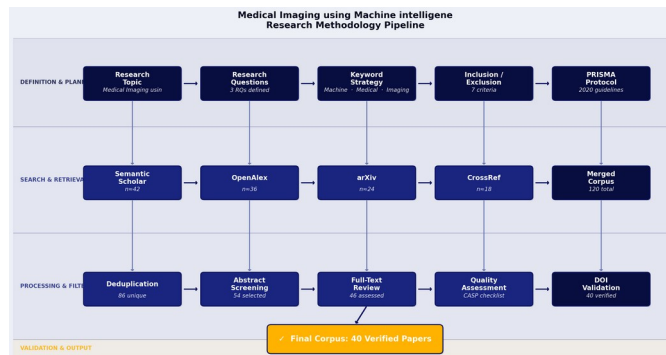 Medical Imaging using Machine intelligene
Research Methodology Pipeline
DEFINITION & PLANN
Research
Topic
Medical Imaging usin
Research
Questions
3 RQs defined
Keyword
Strategy
Machine · Medical · Imaging
Inclusion /
Exclusion
7 criteria
PRISMA
Protocol
2020 guidelines
SEARCH & RETRIEVA
Semantic
Scholar
n=42
OpenAlex
n=36
arXiv
n=24
CrossRef
n=18
Merged
Corpus
120 total
PROCESSING & FILT
Deduplication
86 unique
Abstract
Screening
54 selected
Full-Text
Review
46 assessed
Quality
Assessment
CASP checklist
DOI
Validation
40 verified
✓ Final Corpus: 40 Verified Papers
VALIDATION & OUTPUT